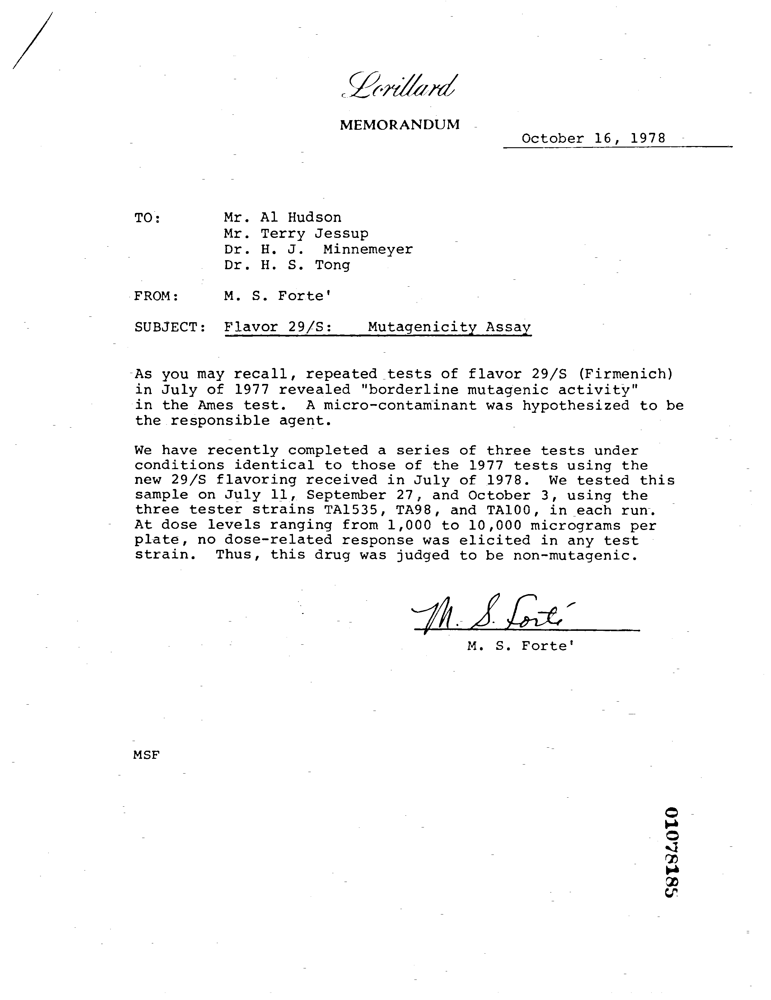 Lorillard
MEMORANDUM
October 16, 1978
TO: Mr. Al Hudson
Mr. Terry Jessup
Dr. H. J. Minnemeyer
Dr. H. S. Tong
FROM: M. S. Forte'
SUBJECT: Flavor 29/S: Mutagenicity Assay
As you may recall, repeated tests of flavor 29/S (Firmenich)
in July of 1977 revealed "borderline mutagenic activity"
in the Ames test. A micro-contaminant was hypothesized to be
the responsible agent.
We have recently completed a series of three tests under
conditions identical to those of the 1977 tests using the
new 29/S flavoring received in July of 1978. We tested this
sample on July 11, September 27, and October 3, using the
three tester strains TA1535, TA98, and TA100, in each run.
At dose levels ranging from 1,000 to 10,000 micrograms per
plate, no dose-related response was elicited in any test
strain. Thus, this drug was judged to be non-mutagenic.
M. S. Forté
M. S. Forte'
MSF
01078185